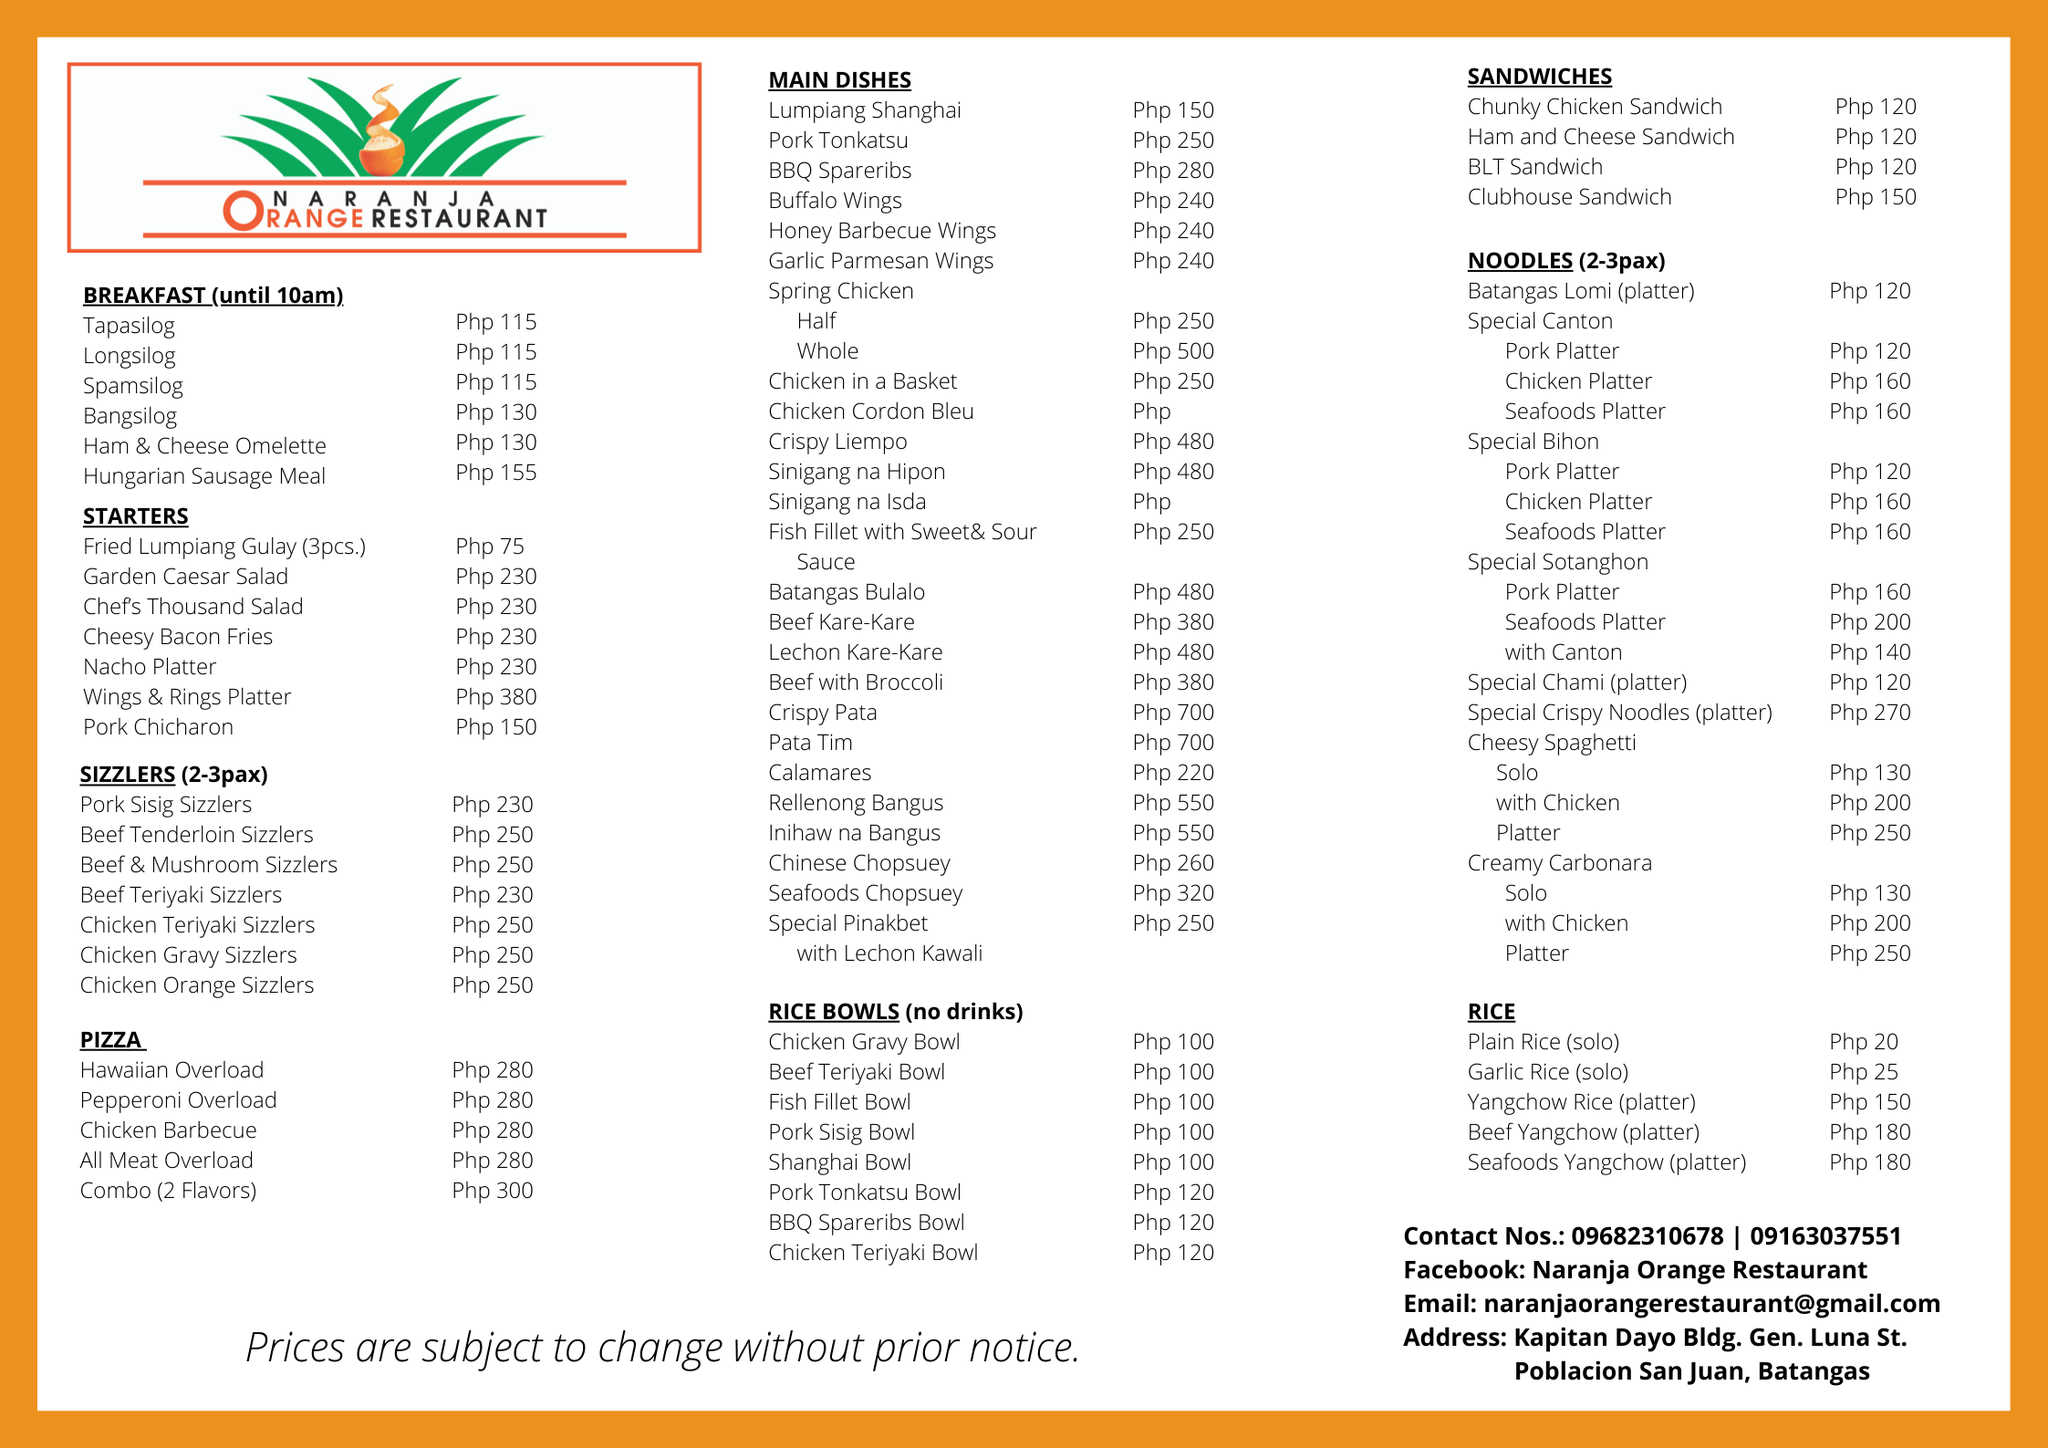 NARANJA
ORANGE RESTAURANT
BREAKFAST (until 10am)
Tapasilog Php 115
Longsilog Php 115
Spamsilog Php 115
Bangsilog Php 130
Ham & Cheese Omelette Php 130
Hungarian Sausage Meal Php 155
STARTERS
Fried Lumpiang Gulay (3pcs.) Php 75
Garden Caesar Salad Php 230
Chef's Thousand Salad Php 230
Cheesy Bacon Fries Php 230
Nacho Platter Php 230
Wings & Rings Platter Php 380
Pork Chicharon Php 150
SIZZLERS (2-3pax)
Pork Sisig Sizzlers Php 230
Beef Tenderloin Sizzlers Php 250
Beef & Mushroom Sizzlers Php 250
Beef Teriyaki Sizzlers Php 230
Chicken Teriyaki Sizzlers Php 250
Chicken Gravy Sizzlers Php 250
Chicken Orange Sizzlers Php 250
PIZZA
Hawaiian Overload Php 280
Pepperoni Overload Php 280
Chicken Barbecue Php 280
All Meat Overload Php 280
Combo (2 Flavors) Php 300
MAIN DISHES
Lumpiang Shanghai Php 150
Pork Tonkatsu Php 250
BBQ Spareribs Php 280
Buffalo Wings Php 240
Honey Barbecue Wings Php 240
Garlic Parmesan Wings Php 240
Spring Chicken
Half Php 250
Whole Php 500
Chicken in a Basket Php 250
Chicken Cordon Bleu Php
Crispy Liempo Php 480
Sinigang na Hipon Php 480
Sinigang na Isda Php
Fish Fillet with Sweet& Sour Php 250
Sauce
Batangas Bulalo Php 480
Beef Kare-Kare Php 380
Lechon Kare-Kare Php 480
Beef with Broccoli Php 380
Crispy Pata Php 700
Pata Tim Php 700
Calamares Php 220
Rellenong Bangus Php 550
Inihaw na Bangus Php 550
Chinese Chopsuey Php 260
Seafoods Chopsuey Php 320
Special Pinakbet Php 250
with Lechon Kawali
RICE BOWLS (no drinks)
Chicken Gravy Bowl Php 100
Beef Teriyaki Bowl Php 100
Fish Fillet Bowl Php 100
Pork Sisig Bowl Php 100
Shanghai Bowl Php 100
Pork Tonkatsu Bowl Php 120
BBQ Spareribs Bowl Php 120
Chicken Teriyaki Bowl Php 120
SANDWICHES
Chunky Chicken Sandwich Php 120
Ham and Cheese Sandwich Php 120
BLT Sandwich Php 120
Clubhouse Sandwich Php 150
NOODLES (2-3pax)
Batangas Lomi (platter) Php 120
Special Canton
Pork Platter Php 120
Chicken Platter Php 160
Seafoods Platter Php 160
Special Bihon
Pork Platter Php 120
Chicken Platter Php 160
Seafoods Platter Php 160
Special Sotanghon
Pork Platter Php 160
Seafoods Platter Php 200
with Canton Php 140
Special Chami (platter) Php 120
Special Crispy Noodles (platter) Php 270
Cheesy Spaghetti
Solo Php 130
with Chicken Php 200
Platter Php 250
Creamy Carbonara
Solo Php 130
with Chicken Php 200
Platter Php 250
RICE
Plain Rice (solo) Php 20
Garlic Rice (solo) Php 25
Yangchow Rice (platter) Php 150
Beef Yangchow (platter) Php 180
Seafoods Yangchow (platter) Php 180
Contact Nos.: 09682310678 | 09163037551
Facebook: Naranja Orange Restaurant
Email: naranjaorangerestaurant@gmail.com
Address: Kapitan Dayo Bldg. Gen. Luna St.
Poblacion San Juan, Batangas
Prices are subject to change without prior notice.